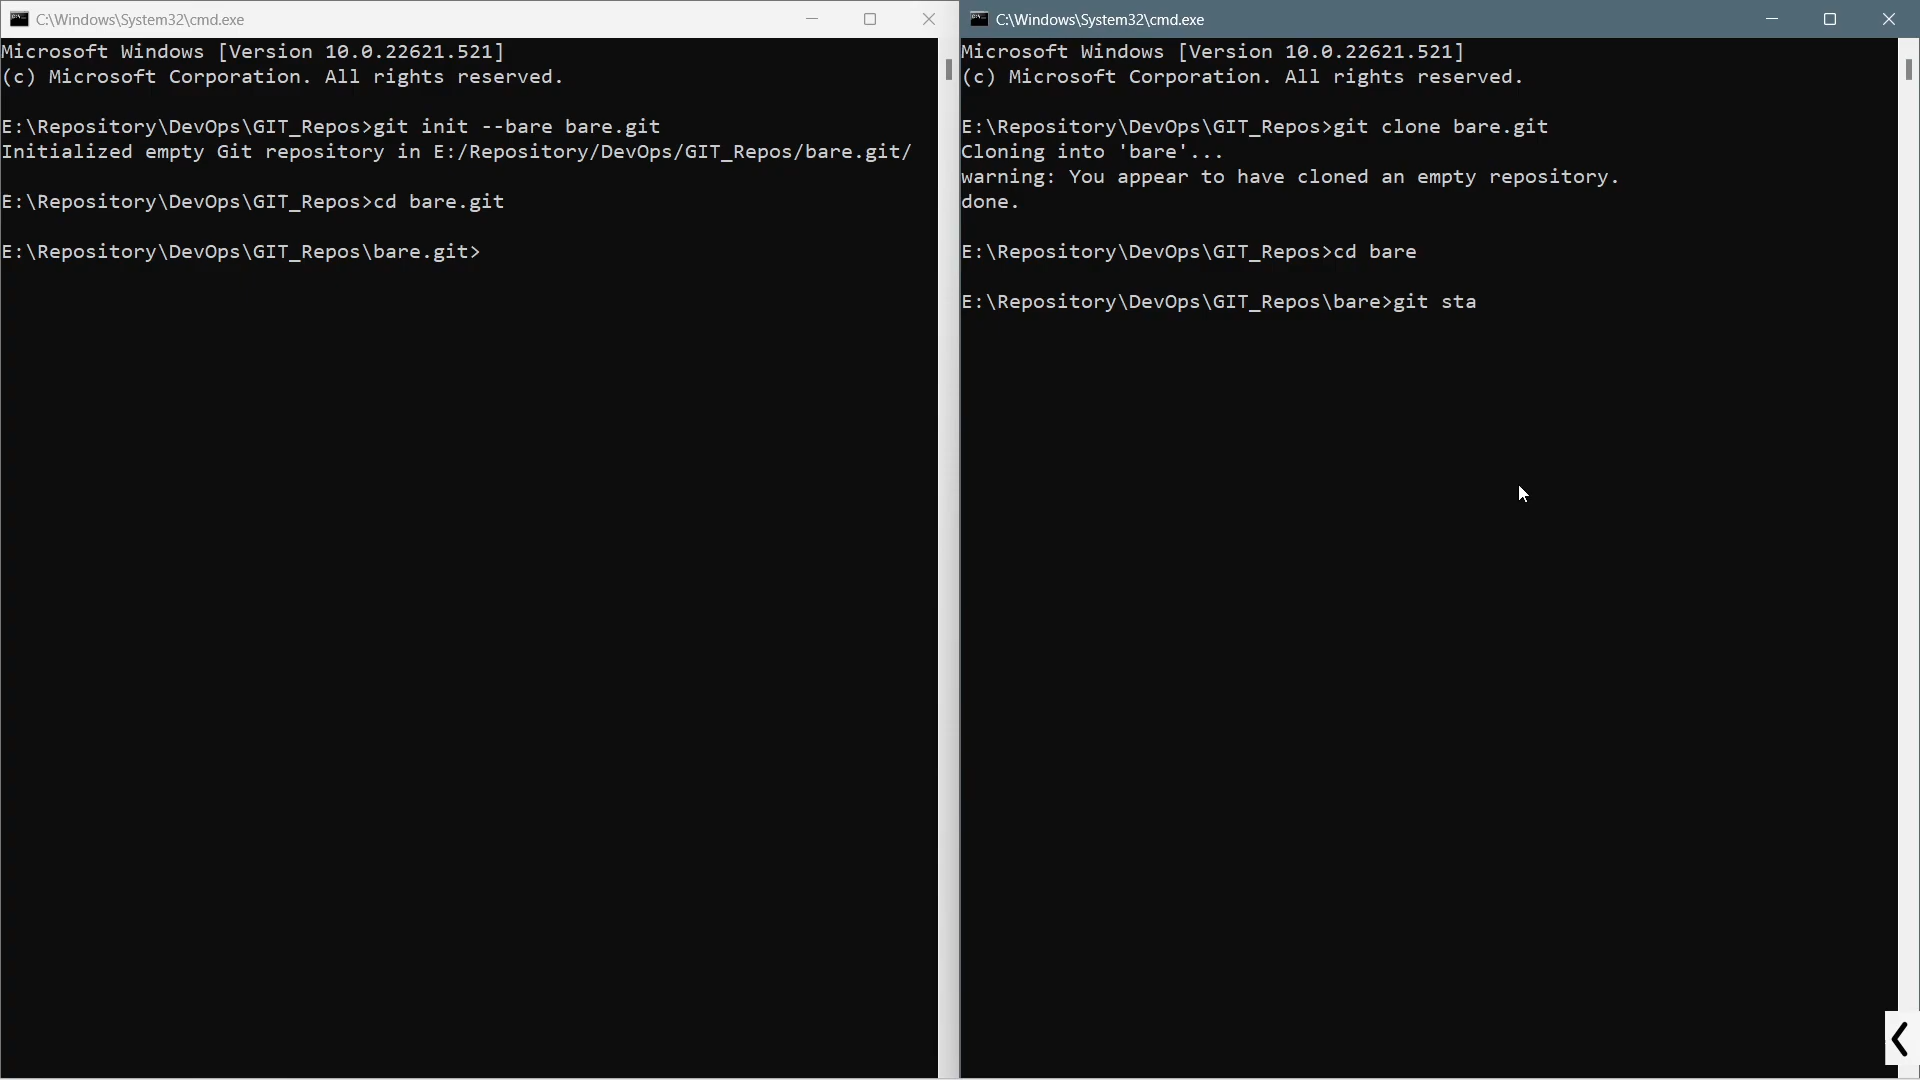 C:\Windows\System32\cmd.exe
Microsoft Windows [Version 10.0.22621.521]
(c) Microsoft Corporation. All rights reserved.
E:\Repository\DevOps\GIT_Repos>git init --bare bare.git
Initialized empty Git repository in E:/Repository/DevOps/GIT_Repos/bare.git/
E:\Repository\DevOps\GIT_Repos>cd bare.git
E:\Repository\DevOps\GIT_Repos\bare.git>
C:\Windows\System32\cmd.exe
Microsoft Windows [Version 10.0.22621.521]
(c) Microsoft Corporation. All rights reserved.
E:\Repository\DevOps\GIT_Repos>git clone bare.git
Cloning into 'bare'...
warning: You appear to have cloned an empty repository.
done.
E:\Repository\DevOps\GIT_Repos>cd bare
E:\Repository\DevOps\GIT_Repos\bare>git sta